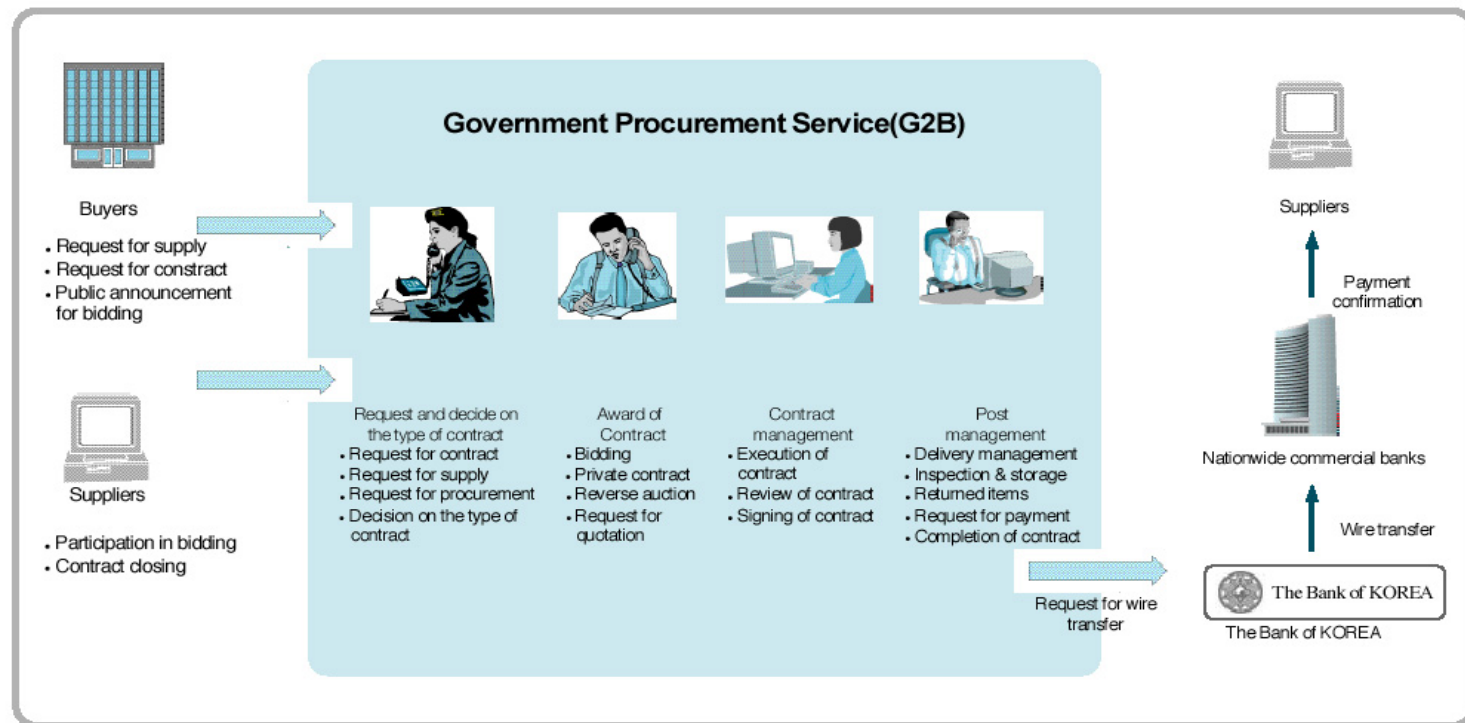 Government Procurement Service(G2B)
Buyers
• Request for supply
• Request for constract
• Public announcement
for bidding
Suppliers
• Participation in bidding
• Contract closing
Request and decide on
the type of contract
• Request for contract
• Request for supply
• Request for procurement
• Decision on the type of
contract
Award of
Contract
• Bidding
• Private contract
• Reverse auction
• Request for
quotation
Contract
management
• Execution of
contract
• Review of contract
• Signing of contract
Post
management
• Delivery management
• Inspection & storage
• Returned items
• Request for payment
• Completion of contract
Request for wire
transfer
Suppliers
Payment
confirmation
Nationwide commercial banks
Wire transfer
The Bank of KOREA
The Bank of KOREA